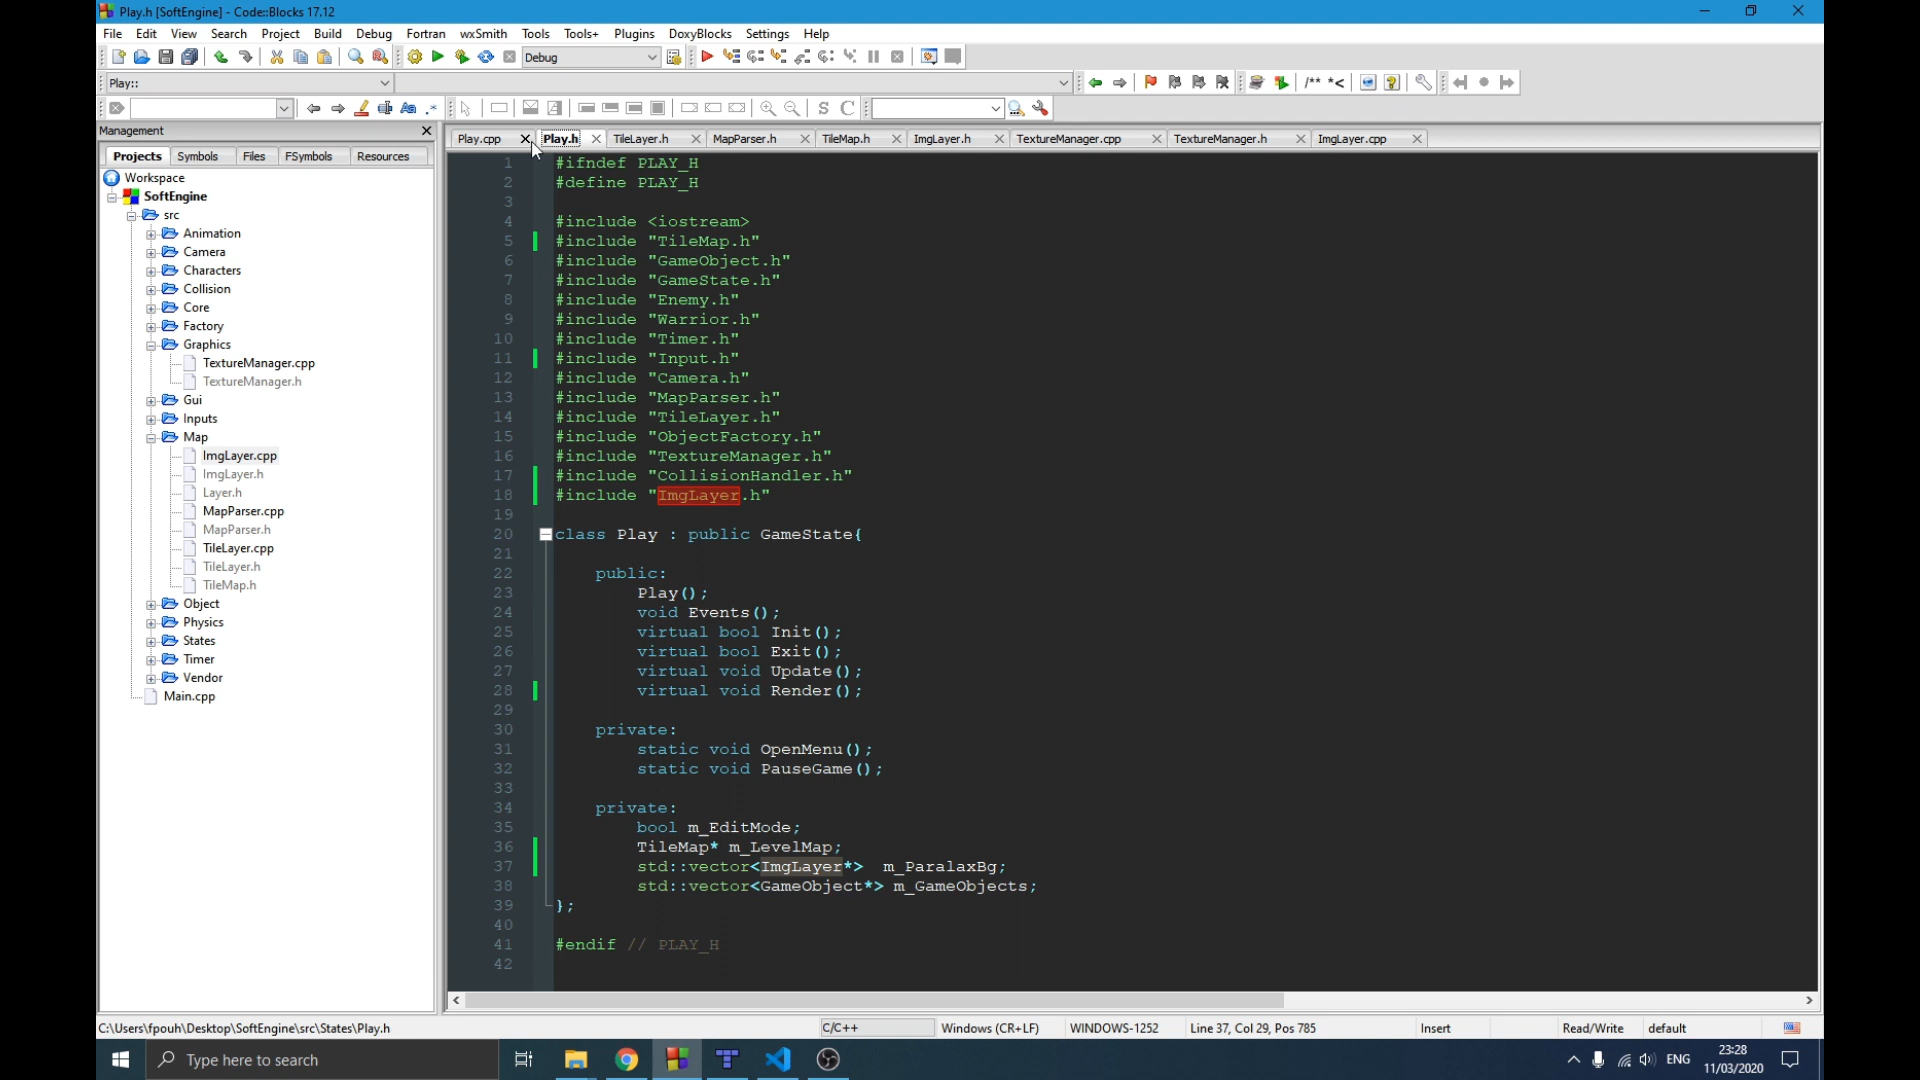 Play.h [SoftEngine] - Code::Blocks 17.12
File Edit View Search Project Build Debug Fortran wxSmith Tools Tools+ Plugins DoxyBlocks Settings Help
Debug
Play::
/** *<
S C
Management
Projects Symbols Files FSymbols Resources
Play.cpp Play.h TileLayer.h MapParser.h TileMap.h ImgLayer.h TextureManager.cpp TextureManager.h ImgLayer.cpp
Workspace
SoftEngine
src
Animation
Camera
Characters
Collision
Core
Factory
Graphics
TextureManager.cpp
TextureManager.h
Gui
Inputs
Map
ImgLayer.cpp
ImgLayer.h
Layer.h
MapParser.cpp
MapParser.h
TileLayer.cpp
TileLayer.h
TileMap.h
Object
Physics
States
Timer
Vendor
Main.cpp
1 #ifndef PLAY_H
2 #define PLAY_H
3
4 #include <iostream>
5 #include "TileMap.h"
6 #include "GameObject.h"
7 #include "GameState.h"
8 #include "Enemy.h"
9 #include "Warrior.h"
10 #include "Timer.h"
11 #include "Input.h"
12 #include "Camera.h"
13 #include "MapParser.h"
14 #include "TileLayer.h"
15 #include "ObjectFactory.h"
16 #include "TextureManager.h"
17 #include "CollisionHandler.h"
18 #include "ImgLayer.h"
19
20 class Play : public GameState{
21
22 public:
23 Play();
24 void Events();
25 virtual bool Init();
26 virtual bool Exit();
27 virtual void Update();
28 virtual void Render();
29
30 private:
31 static void OpenMenu();
32 static void PauseGame();
33
34 private:
35 bool m_EditMode;
36 TileMap* m_LevelMap;
37 std::vector<ImgLayer*> m_ParalaxBg;
38 std::vector<GameObject*> m_GameObjects;
39 };
40
41 #endif // PLAY_H
42
C:\Users\fpouh\Desktop\SoftEngine\src\States\Play.h C/C++ Windows (CR+LF) WINDOWS-1252 Line 37, Col 29, Pos 785 Insert Read/Write default
Type here to search
ENG
23:28
11/03/2020